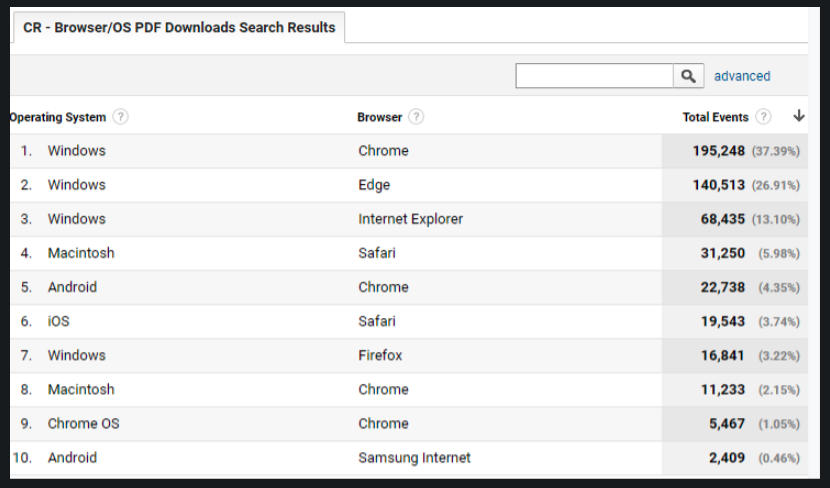 CR - Browser/OS PDF Downloads Search Results
advanced
Operating System ? Browser ? Total Events ?
1. Windows Chrome 195,248 (37.39%)
2. Windows Edge 140,513 (26.91%)
3. Windows Internet Explorer 68,435 (13.10%)
4. Macintosh Safari 31,250 (5.98%)
5. Android Chrome 22,738 (4.35%)
6. iOS Safari 19,543 (3.74%)
7. Windows Firefox 16,841 (3.22%)
8. Macintosh Chrome 11,233 (2.15%)
9. Chrome OS Chrome 5,467 (1.05%)
10. Android Samsung Internet 2,409 (0.46%)